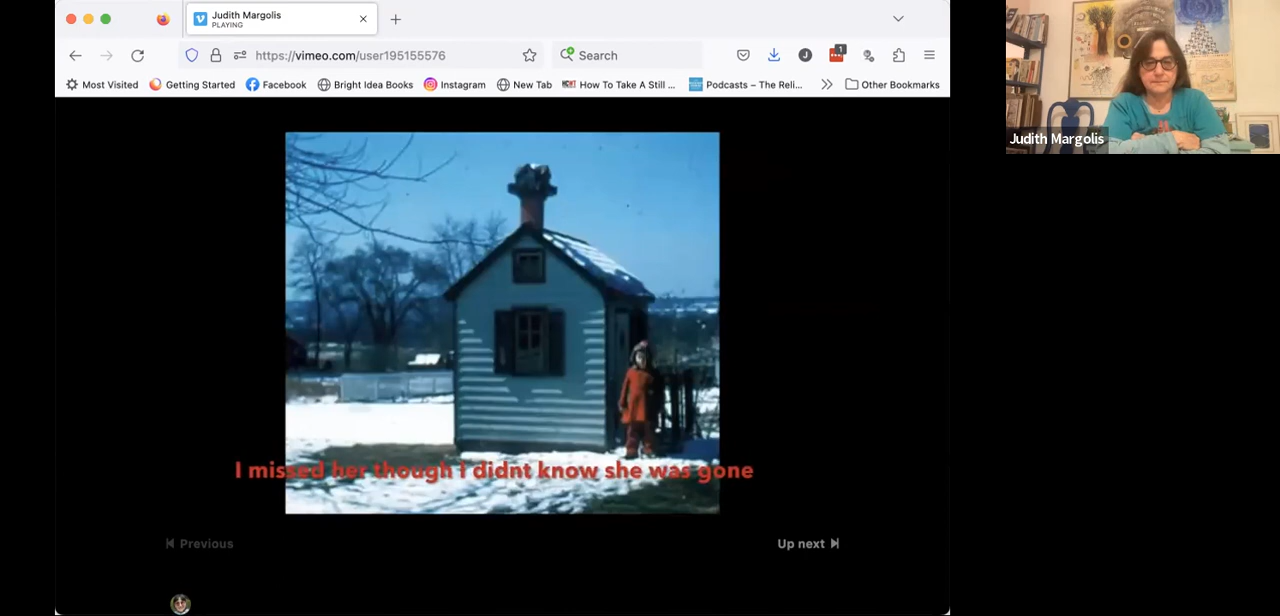 Judith Margolis
PLAYING
https://vimeo.com/user195155576
Search
1
J
Most Visited
Getting Started
Facebook
Bright Idea Books
Instagram
New Tab
How To Take A Still ...
Podcasts – The Reli...
Other Bookmarks
Judith Margolis
I missed her though I didnt know she was gone
Previous
Up next